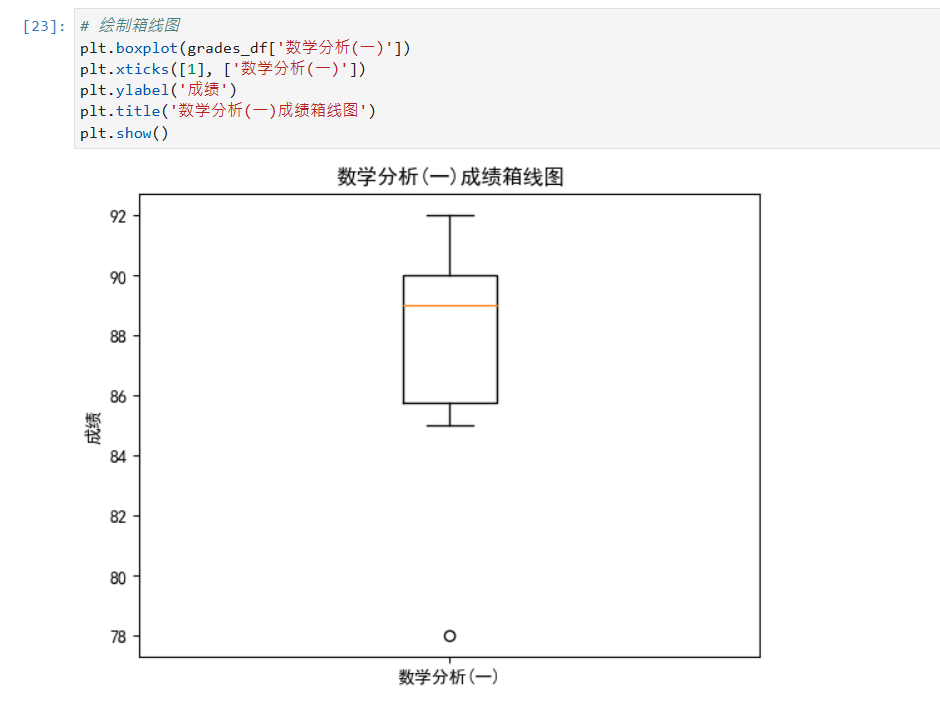 [23]: # 绘制箱线图
plt.boxplot(grades_df['数学分析(一)'])
plt.xticks([1], ['数学分析(一)'])
plt.ylabel('成绩')
plt.title('数学分析(一)成绩箱线图')
plt.show()
数学分析(一)成绩箱线图
92
90
88
86
成绩
84
82
80
78
数学分析(一)